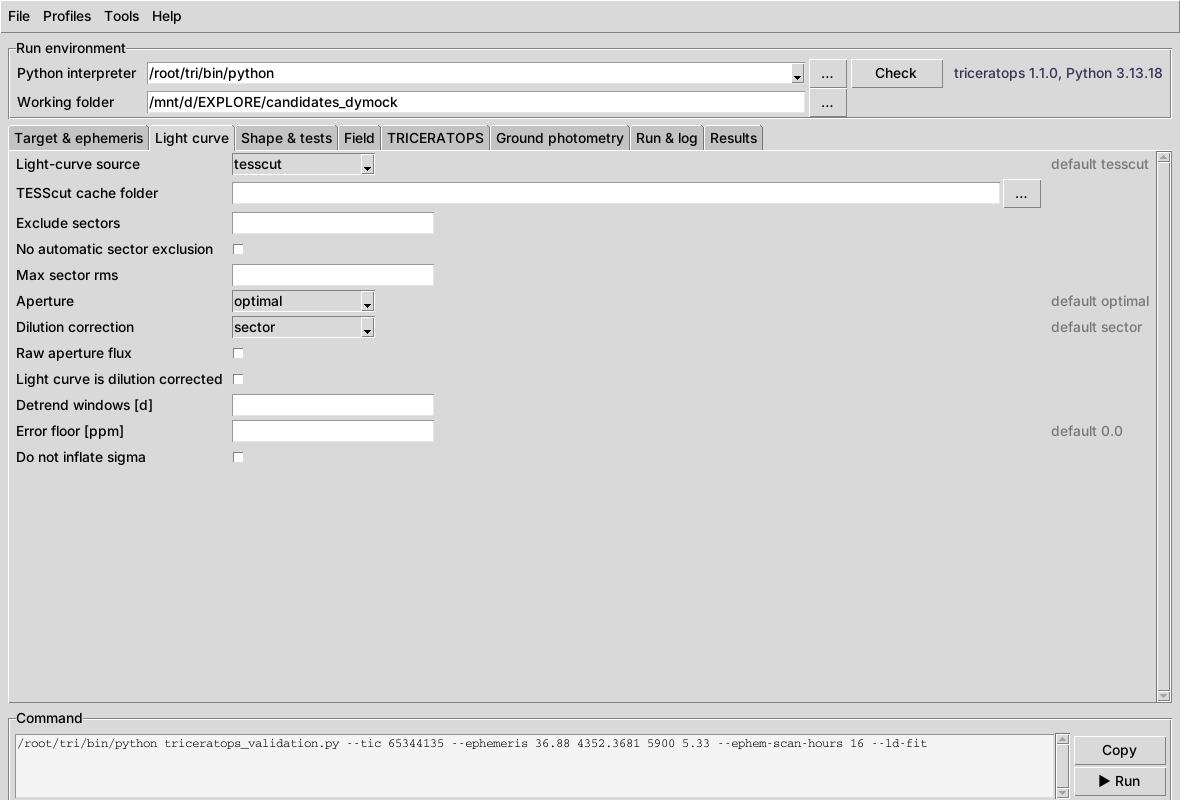 File Profiles Tools Help
Run environment
Python interpreter /root/tri/bin/python ... Check triceratops 1.1.0, Python 3.13.18
Working folder /mnt/d/EXPLORE/candidates_dymock ...
Target & ephemeris Light curve Shape & tests Field TRICERATOPS Ground photometry Run & log Results
Light-curve source tesscut default tesscut
TESScut cache folder ...
Exclude sectors
No automatic sector exclusion
Max sector rms
Aperture optimal default optimal
Dilution correction sector default sector
Raw aperture flux
Light curve is dilution corrected
Detrend windows [d]
Error floor [ppm] default 0.0
Do not inflate sigma
Command
/root/tri/bin/python triceratops_validation.py --tic 65344135 --ephemeris 36.88 4352.3681 5900 5.33 --ephem-scan-hours 16 --ld-fit
Copy
▶ Run